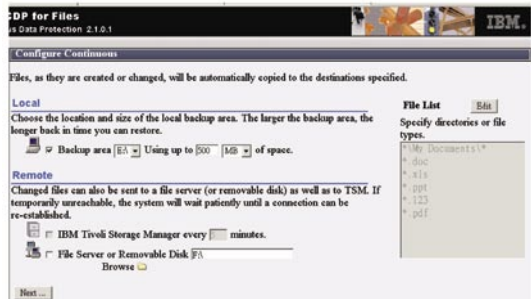 CDP for Files
us Data Protection 2.1.0.1
IBM.
Configure Continuous
Files, as they are created or changed, will be automatically copied to the destinations specified.
Local
Choose the location and size of the local backup area. The larger the backup area, the
longer back in time you can restore.
Backup area E:\ Using up to 500 MB of space.
Remote
Changed files can also be sent to a file server (or removable disk) as well as to TSM. If
temporarily unreachable, the system will wait patiently until a connection can be
re-established.
IBM Tivoli Storage Manager every minutes.
File Server or Removable Disk F:\
Browse
Next ...
File List Edit
Specify directories or file
types.
*\My Documents\*
*.doc
*.xls
*.ppt
*.123
*.pdf